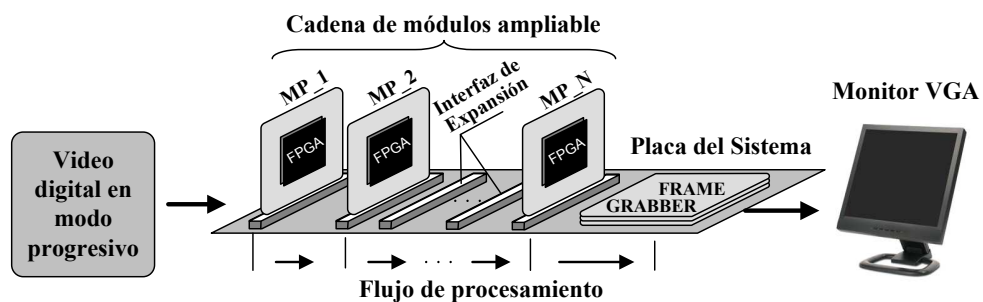 Cadena de módulos ampliable
MP_1
MP_2
Interfaz de
Expansión
MP_N
Monitor VGA
FPGA
FPGA
FPGA
Video
digital en
modo
progresivo
Placa del Sistema
FRAME
GRABBER
Flujo de procesamiento